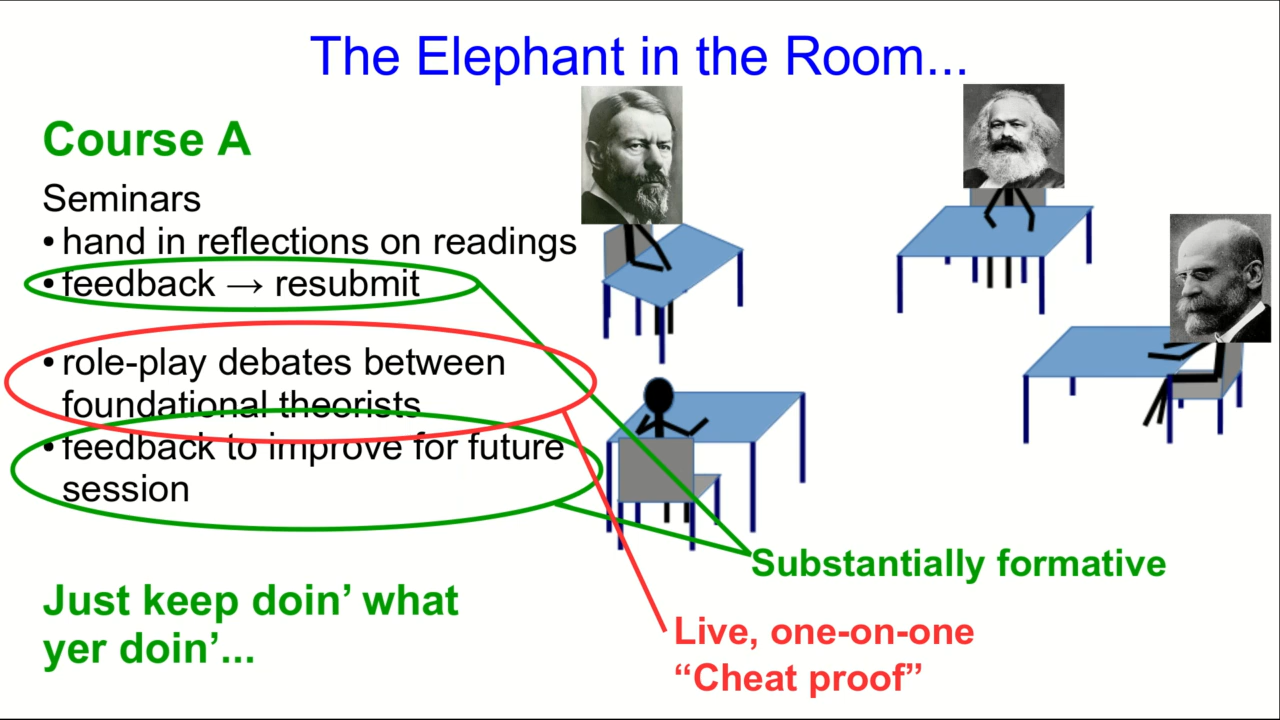 The Elephant in the Room...
Course A
Seminars
• hand in reflections on readings
• feedback → resubmit
• role-play debates between
foundational theorists
• feedback to improve for future
session
Substantially formative
Just keep doin’ what
yer doin’...
Live, one-on-one
“Cheat proof”